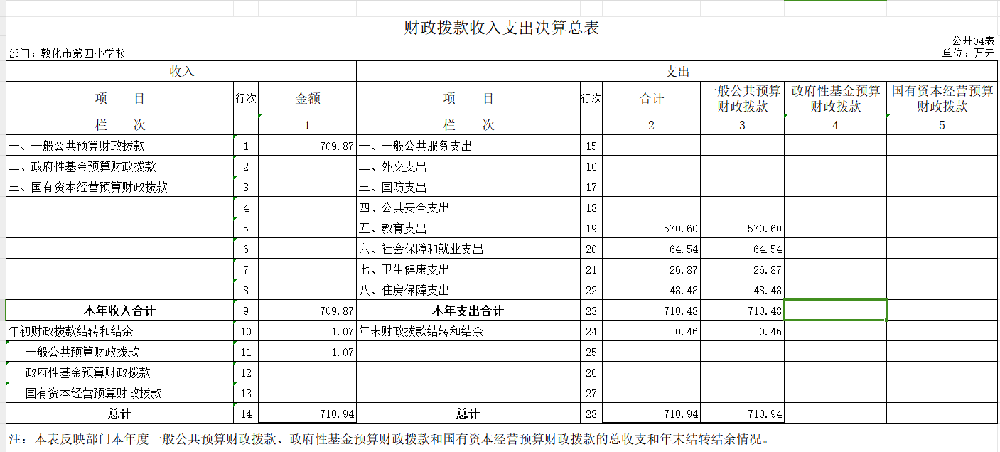 财政拨款收入支出决算总表
公开04表
部门：敦化市第四小学校 单位：万元
收入 支出
项 目 行次 金额 项 目 行次 合计 一般公共预算财政拨款 政府性基金预算财政拨款 国有资本经营预算财政拨款
栏 次 1 栏 次 2 3 4 5
一、一般公共预算财政拨款 1 709.87 一、一般公共服务支出 15
二、政府性基金预算财政拨款 2 二、外交支出 16
三、国有资本经营预算财政拨款 3 三、国防支出 17
4 四、公共安全支出 18
5 五、教育支出 19 570.60 570.60
6 六、社会保障和就业支出 20 64.54 64.54
7 七、卫生健康支出 21 26.87 26.87
8 八、住房保障支出 22 48.48 48.48
本年收入合计 9 709.87 本年支出合计 23 710.48 710.48
年初财政拨款结转和结余 10 1.07 年末财政拨款结转和结余 24 0.46 0.46
一般公共预算财政拨款 11 1.07 25
政府性基金预算财政拨款 12 26
国有资本经营预算财政拨款 13 27
总计 14 710.94 总计 28 710.94 710.94
注：本表反映部门本年度一般公共预算财政拨款、政府性基金预算财政拨款和国有资本经营预算财政拨款的总收支和年末结转结余情况。